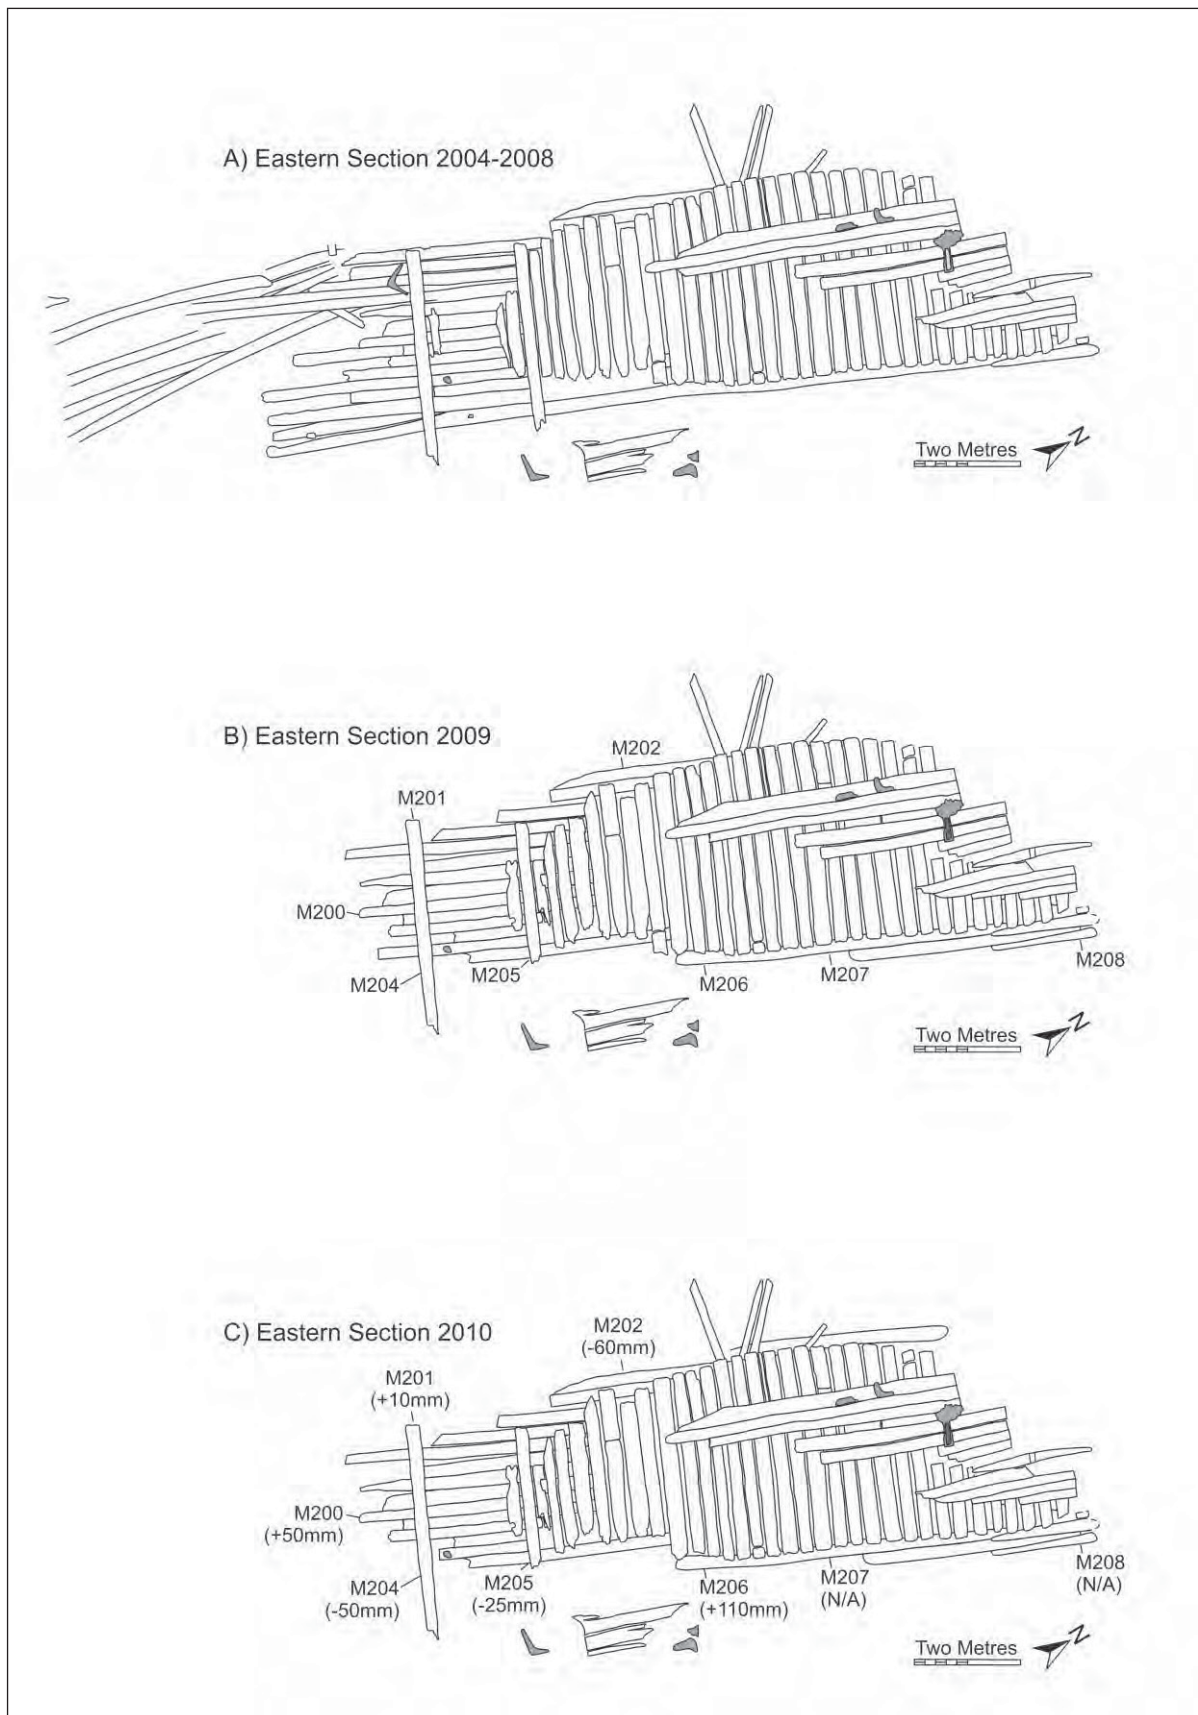 A) Eastern Section 2004-2008
Two Metres
N
B) Eastern Section 2009
M202
M201
M200
M204
M205
M206
M207
M208
Two Metres
N
C) Eastern Section 2010
M202
(-60mm)
M201
(+10mm)
M200
(+50mm)
M204
(-50mm)
M205
(-25mm)
M206
(+110mm)
M207
(N/A)
M208
(N/A)
Two Metres
N